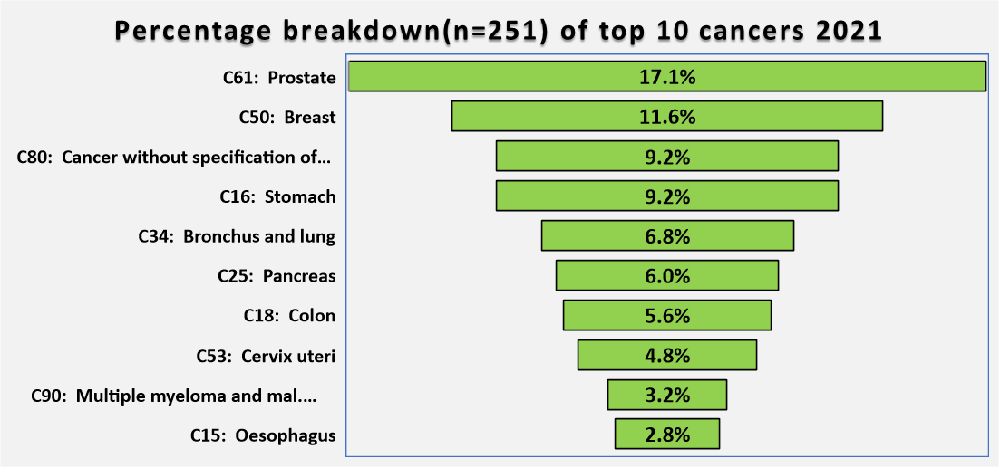 Percentage breakdown(n=251) of top 10 cancers 2021
C61: Prostate 17.1%
C50: Breast 11.6%
C80: Cancer without specification of... 9.2%
C16: Stomach 9.2%
C34: Bronchus and lung 6.8%
C25: Pancreas 6.0%
C18: Colon 5.6%
C53: Cervix uteri 4.8%
C90: Multiple myeloma and mal.... 3.2%
C15: Oesophagus 2.8%